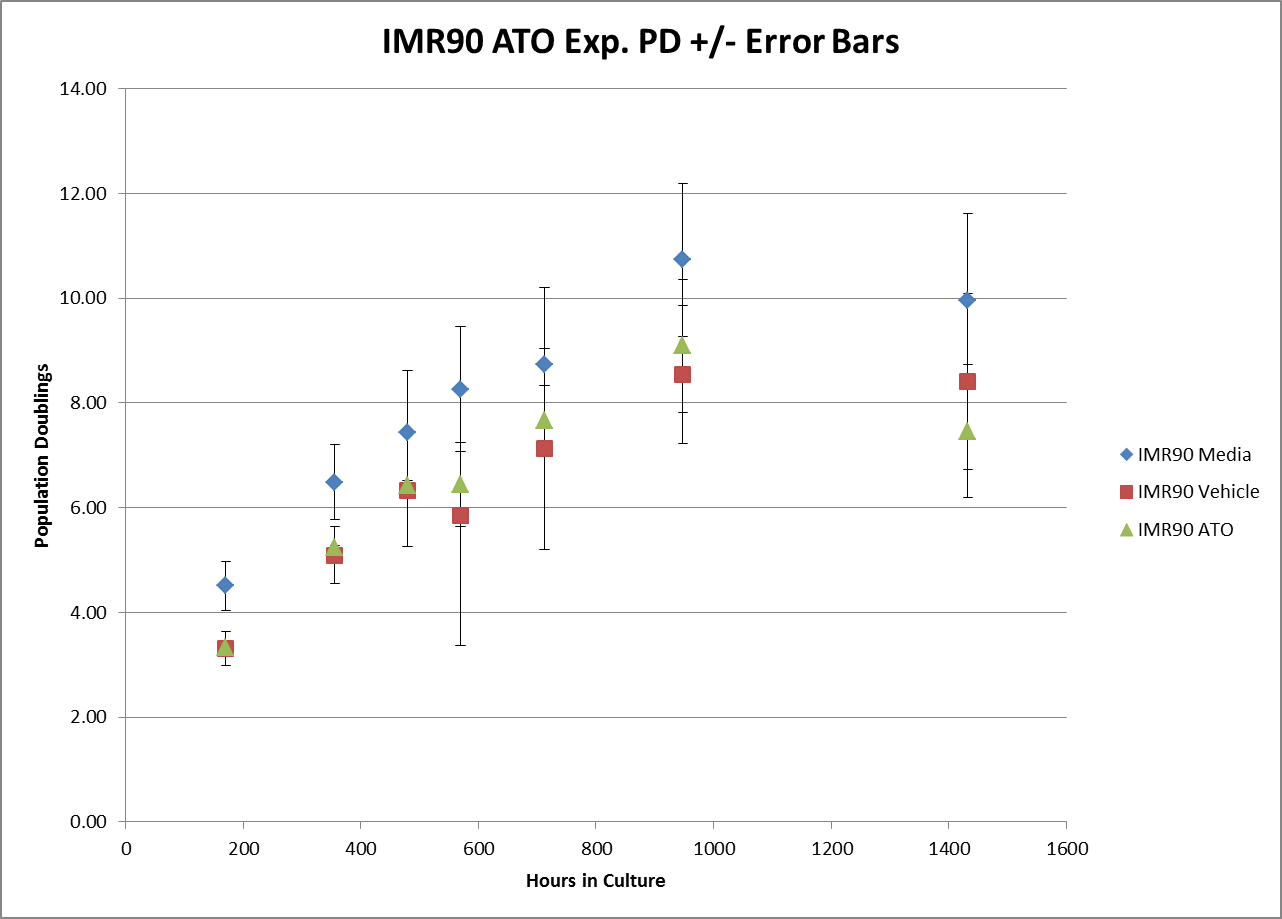 IMR90 ATO Exp. PD +/- Error Bars
14.00
12.00
10.00
8.00
6.00
4.00
2.00
0.00
Population Doublings
0 200 400 600 800 1000 1200 1400 1600
Hours in Culture
IMR90 Media
IMR90 Vehicle
IMR90 ATO